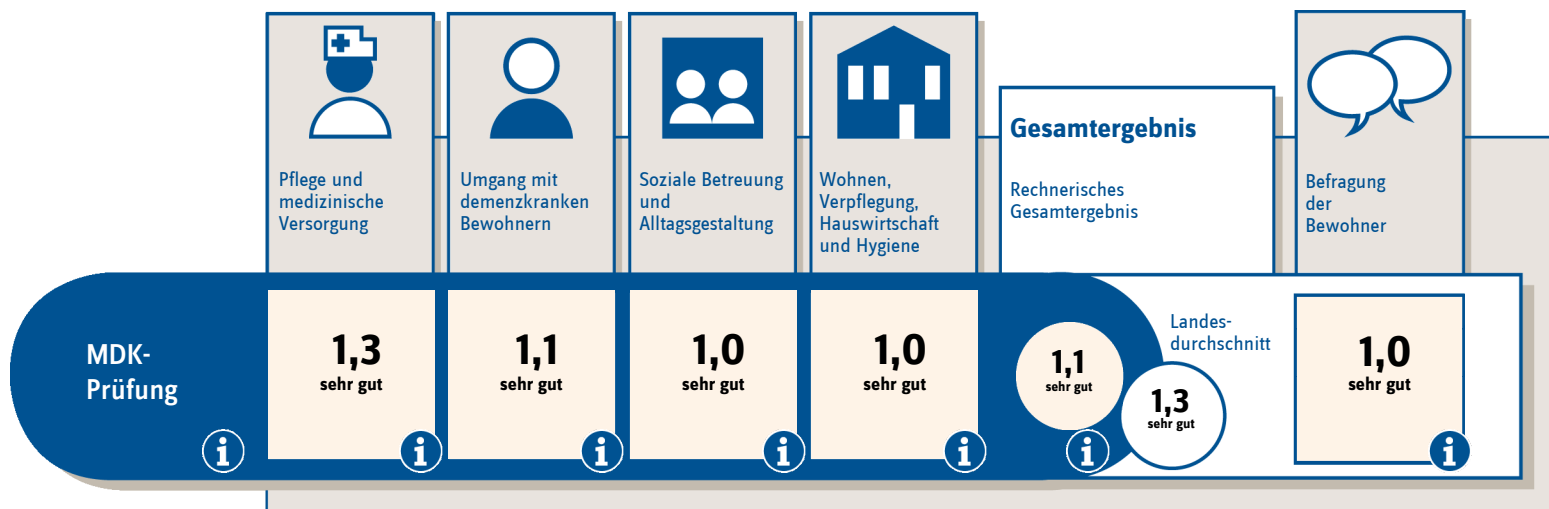 Pflege und
medizinische
Versorgung
Umgang mit
demenzkranken
Bewohnern
Soziale Betreuung
und
Alltagsgestaltung
Wohnen,
Verpflegung,
Hauswirtschaft
und Hygiene
Gesamtergebnis
Rechnerisches
Gesamtergebnis
Befragung
der
Bewohner
MDK-
Prüfung
i
1,3
sehr gut
i
1,1
sehr gut
i
1,0
sehr gut
i
1,0
sehr gut
i
1,1
sehr gut
i
Landes-
durchschnitt
1,3
sehr gut
1,0
sehr gut
i